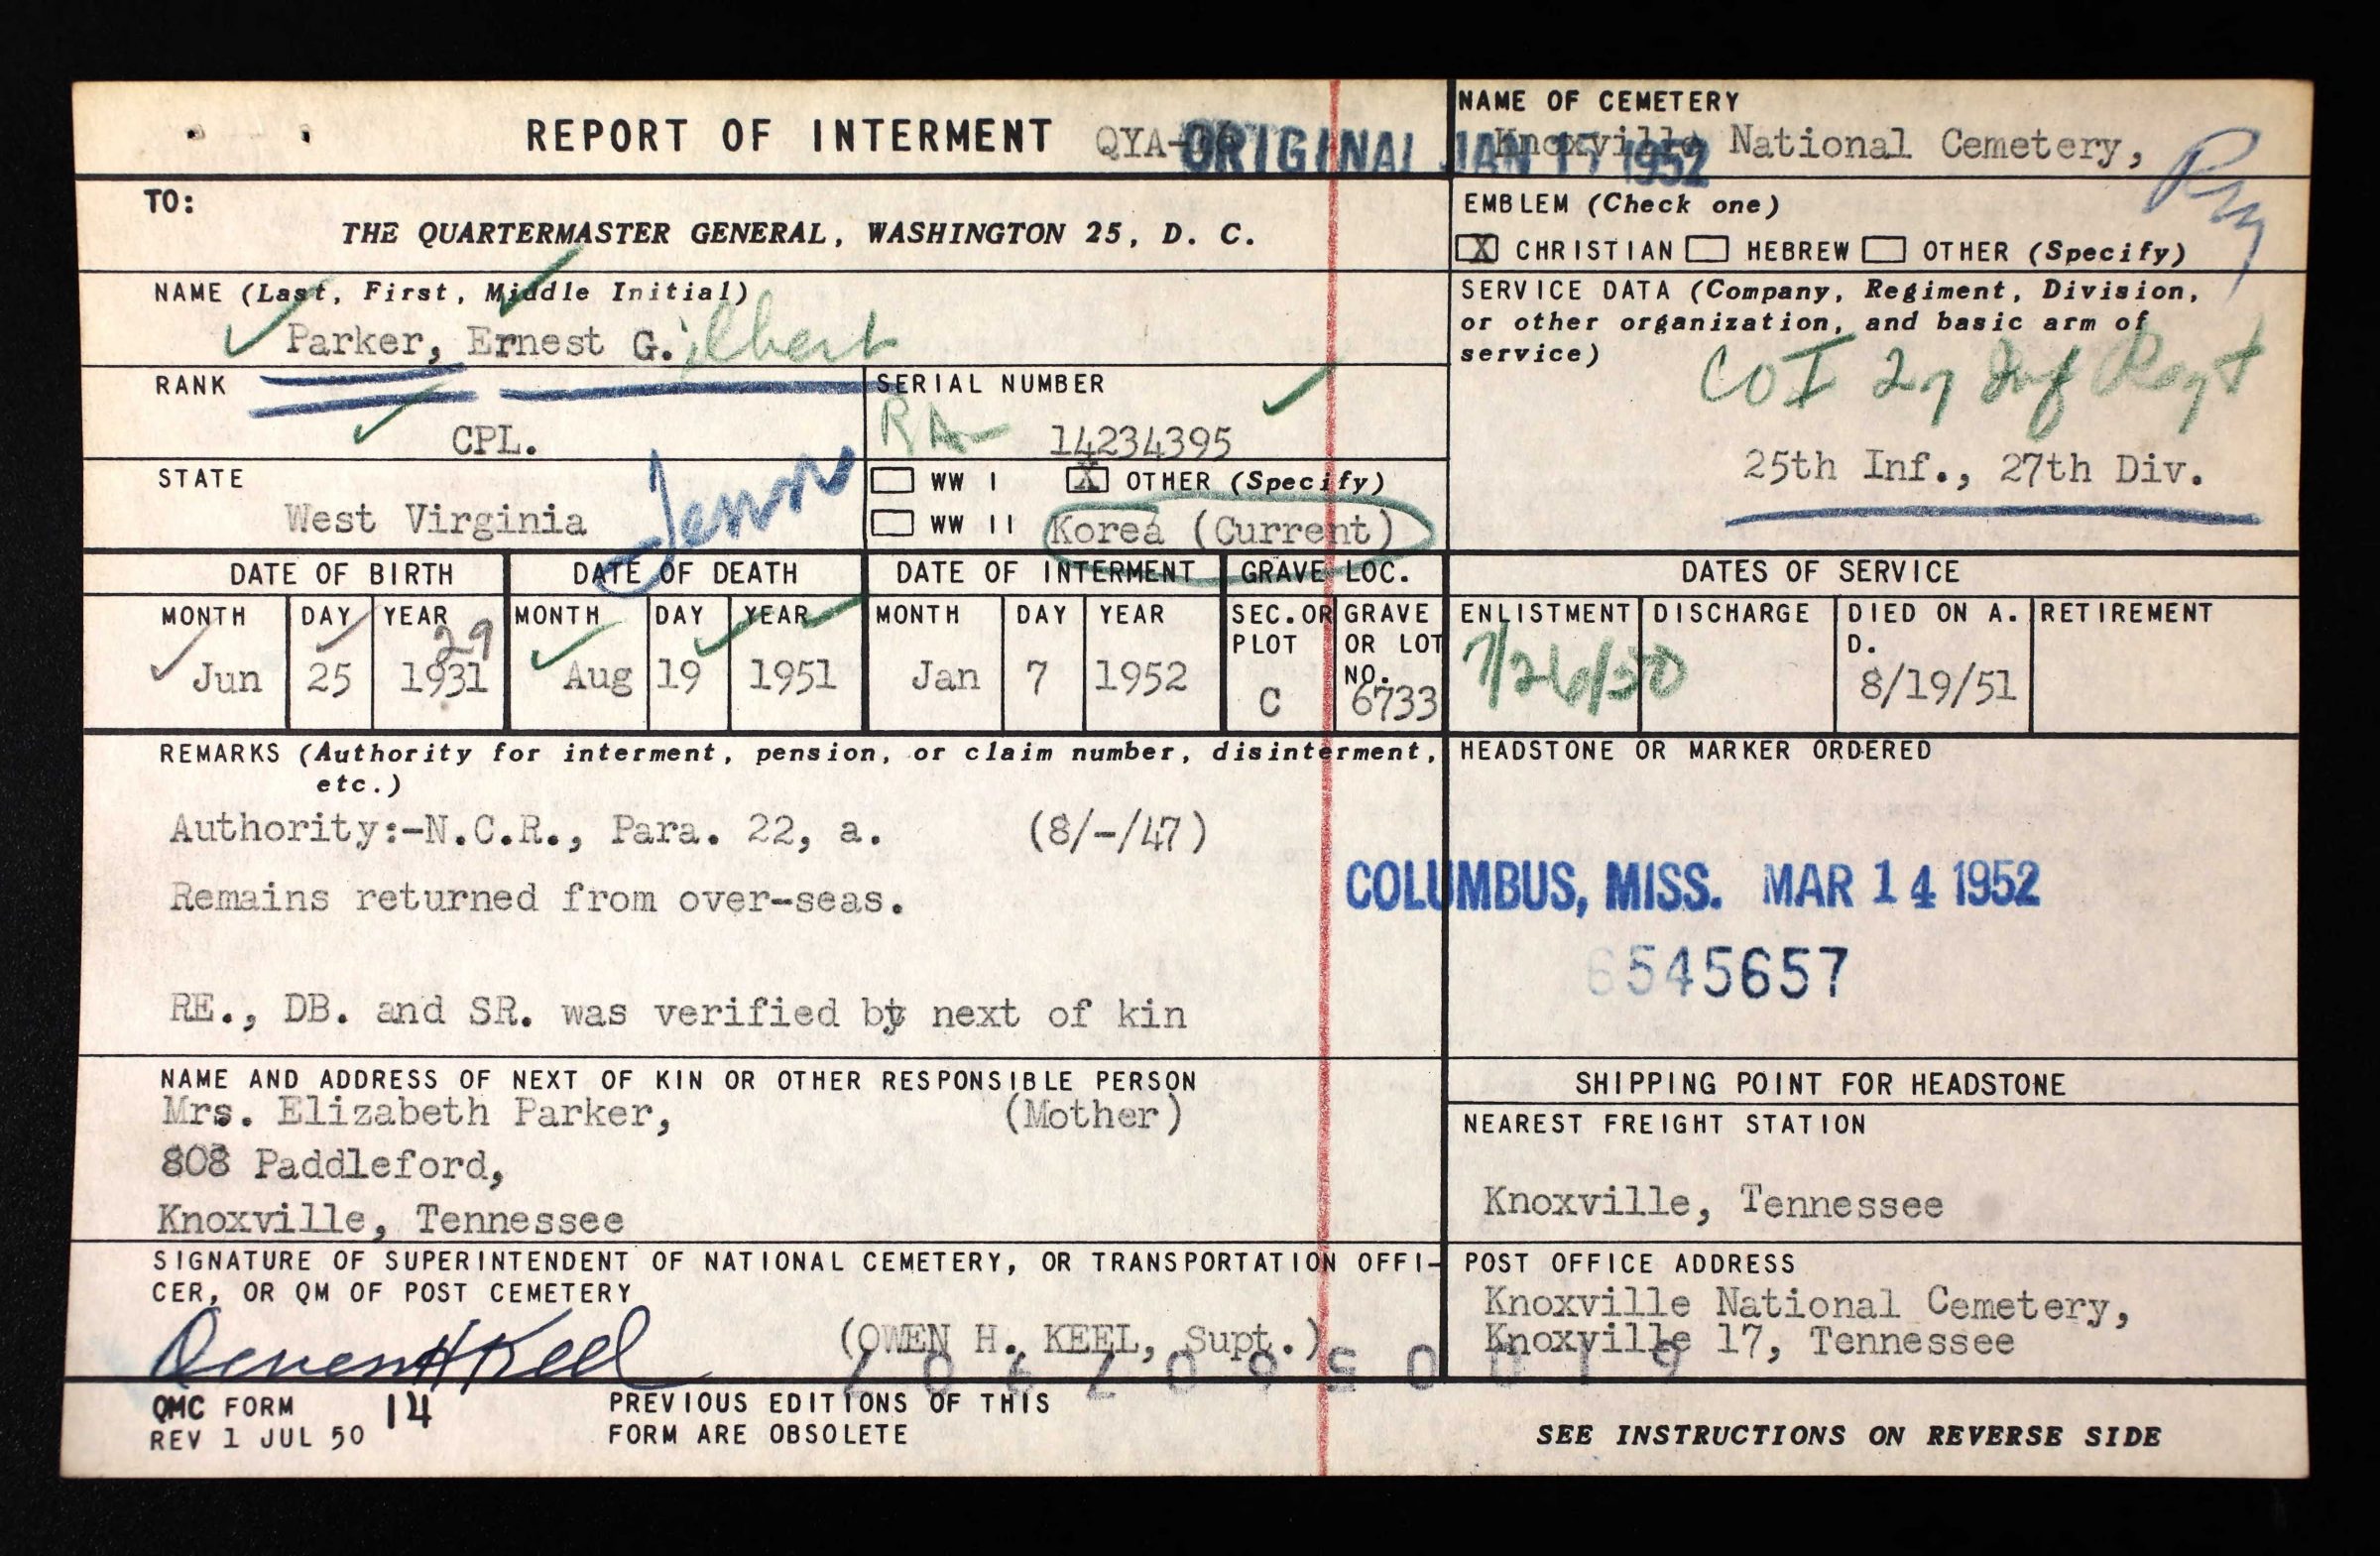 REPORT OF INTERMENT QYA-
ORIGINAL JAN 17 1952
NAME OF CEMETERY
Knoxville National Cemetery,
TO:
THE QUARTERMASTER GENERAL, WASHINGTON 25, D. C.
EMBLEM (Check one)
X CHRISTIAN HEBREW OTHER (Specify)
NAME (Last, First, Middle Initial)
Parker, Ernest G.ilbert
SERVICE DATA (Company, Regiment, Division,
or other organization, and basic arm of
service)
Co I 27 Inf Regt
25th Inf., 27th Div.
RANK
CPL.
SERIAL NUMBER
RA 14234395
STATE
West Virginia
Tenn
WW I X OTHER (Specify)
WW II Korea (Current)
DATE OF BIRTH DATE OF DEATH DATE OF INTERMENT GRAVE LOC. DATES OF SERVICE
MONTH DAY YEAR MONTH DAY YEAR MONTH DAY YEAR SEC. OR PLOT GRAVE OR LOT NO. ENLISTMENT DISCHARGE DIED ON A. D. RETIREMENT
29
Jun 25 1931 Aug 19 1951 Jan 7 1952 C 6733 7/26/50 8/19/51
REMARKS (Authority for interment, pension, or claim number, disinterment,
etc.)
Authority:-N.C.R., Para. 22, a. (8/-/47)
Remains returned from over-seas.
RE., DB. and SR. was verified by next of kin
HEADSTONE OR MARKER ORDERED
COLUMBUS, MISS. MAR 14 1952
6545657
NAME AND ADDRESS OF NEXT OF KIN OR OTHER RESPONSIBLE PERSON
Mrs. Elizabeth Parker, (Mother)
808 Paddleford,
Knoxville, Tennessee
SHIPPING POINT FOR HEADSTONE
NEAREST FREIGHT STATION
Knoxville, Tennessee
SIGNATURE OF SUPERINTENDENT OF NATIONAL CEMETERY, OR TRANSPORTATION OFFI-
CER, OR QM OF POST CEMETERY
Owen H Keel (OWEN H. KEEL, Supt.)
POST OFFICE ADDRESS
Knoxville National Cemetery,
Knoxville 17, Tennessee
QMC FORM 14
REV 1 JUL 50
PREVIOUS EDITIONS OF THIS
FORM ARE OBSOLETE
SEE INSTRUCTIONS ON REVERSE SIDE